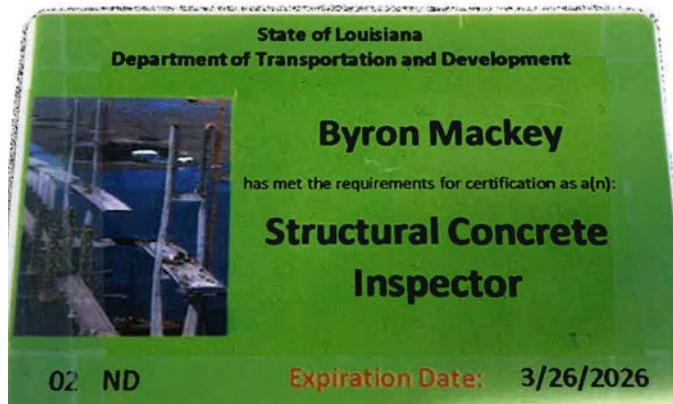 State of Louisiana
Department of Transportation and Development
Byron Mackey
has met the requirements for certification as a(n):
Structural Concrete
Inspector
02 ND Expiration Date: 3/26/2026